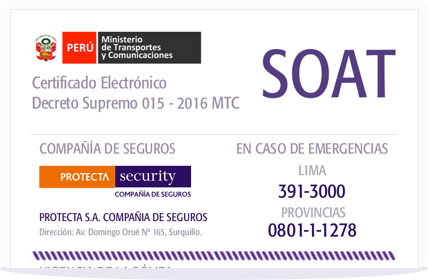 PERÚ
Ministerio
de Transportes
y Comunicaciones
SOAT
Certificado Electrónico
Decreto Supremo 015 - 2016 MTC
COMPAÑÍA DE SEGUROS
PROTECTA security
COMPAÑÍA DE SEGUROS
PROTECTA S.A. COMPAÑIA DE SEGUROS
Dirección: Av. Domingo Orué Nº 165, Surquillo.
EN CASO DE EMERGENCIAS
LIMA
391-3000
PROVINCIAS
0801-1-1278